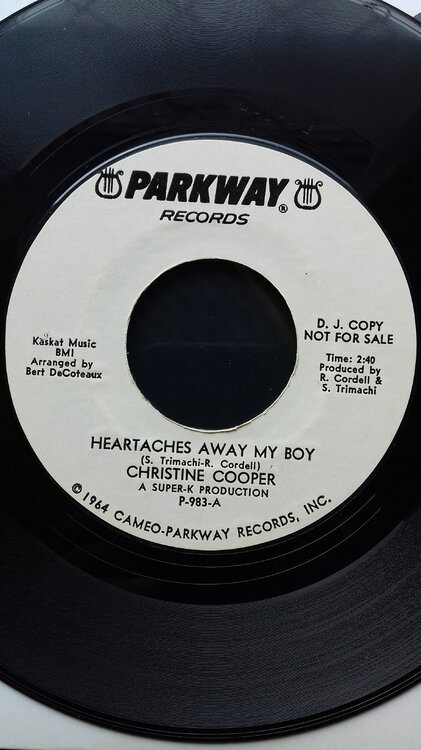 PARKWAY®
RECORDS
D. J. COPY
NOT FOR SALE
Kaskat Music
BMI
Arranged by
Bert DeCoteaux
Time: 2:40
Produced by
R. Cordell &
S. Trimachi
HEARTACHES AWAY MY BOY
(S. Trimachi-R. Cordell)
CHRISTINE COOPER
A SUPER-K PRODUCTION
P-983-A
© 1964 CAMEO-PARKWAY RECORDS, INC.